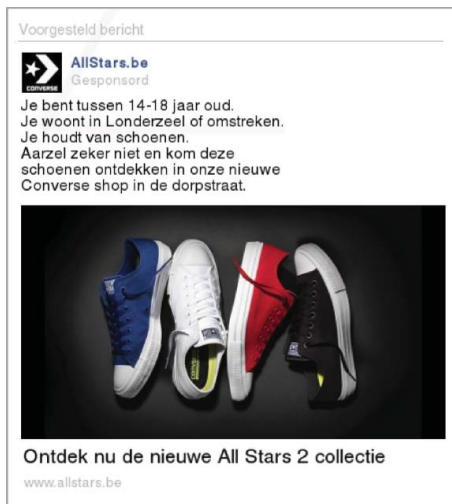 Voorgesteld bericht
AllStars.be
Gesponsord
CONVERSE
Je bent tussen 14-18 jaar oud.
Je woont in Londerzeel of omstreken.
Je houdt van schoenen.
Aarzel zeker niet en kom deze
schoenen ontdekken in onze nieuwe
Converse shop in de dorpstraat.
Ontdek nu de nieuwe All Stars 2 collectie
www.allstars.be